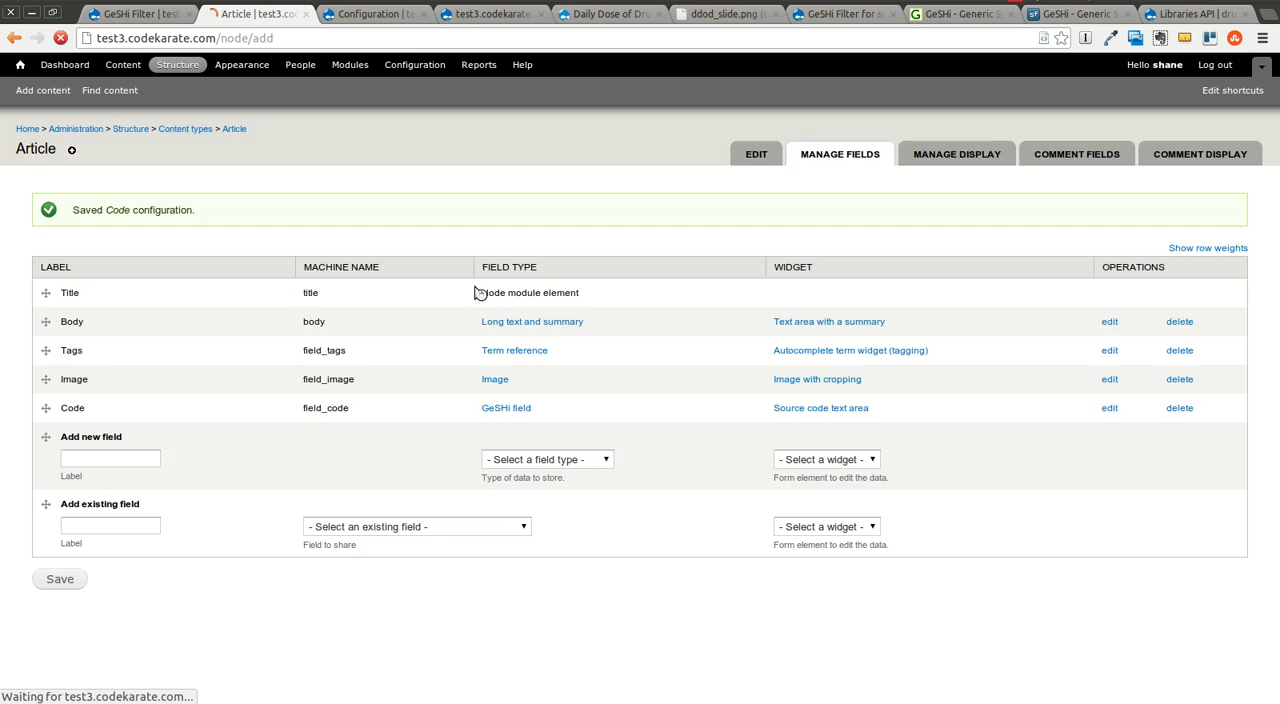 GeSHi Filter | test
Article | test3.co
Configuration | te
test3.codekarate.
Daily Dose of Dru
ddod_slide.png (
GeSHi Filter for sy
GeSHi - Generic S
GeSHi - Generic S
Libraries API | dru
test3.codekarate.com/node/add
Dashboard Content Structure Appearance People Modules Configuration Reports Help Hello shane Log out
Add content Find content Edit shortcuts
Home > Administration > Structure > Content types > Article
Article
EDIT MANAGE FIELDS MANAGE DISPLAY COMMENT FIELDS COMMENT DISPLAY
Saved Code configuration.
Show row weights
LABEL MACHINE NAME FIELD TYPE WIDGET OPERATIONS
Title title module element
Body body Long text and summary Text area with a summary edit delete
Tags field_tags Term reference Autocomplete term widget (tagging) edit delete
Image field_image Image Image with cropping edit delete
Code field_code GeSHi field Source code text area edit delete
Add new field
- Select a field type - - Select a widget -
Label Type of data to store. Form element to edit the data.
Add existing field
- Select an existing field - - Select a widget -
Label Field to share Form element to edit the data.
Save
Waiting for test3.codekarate.com...